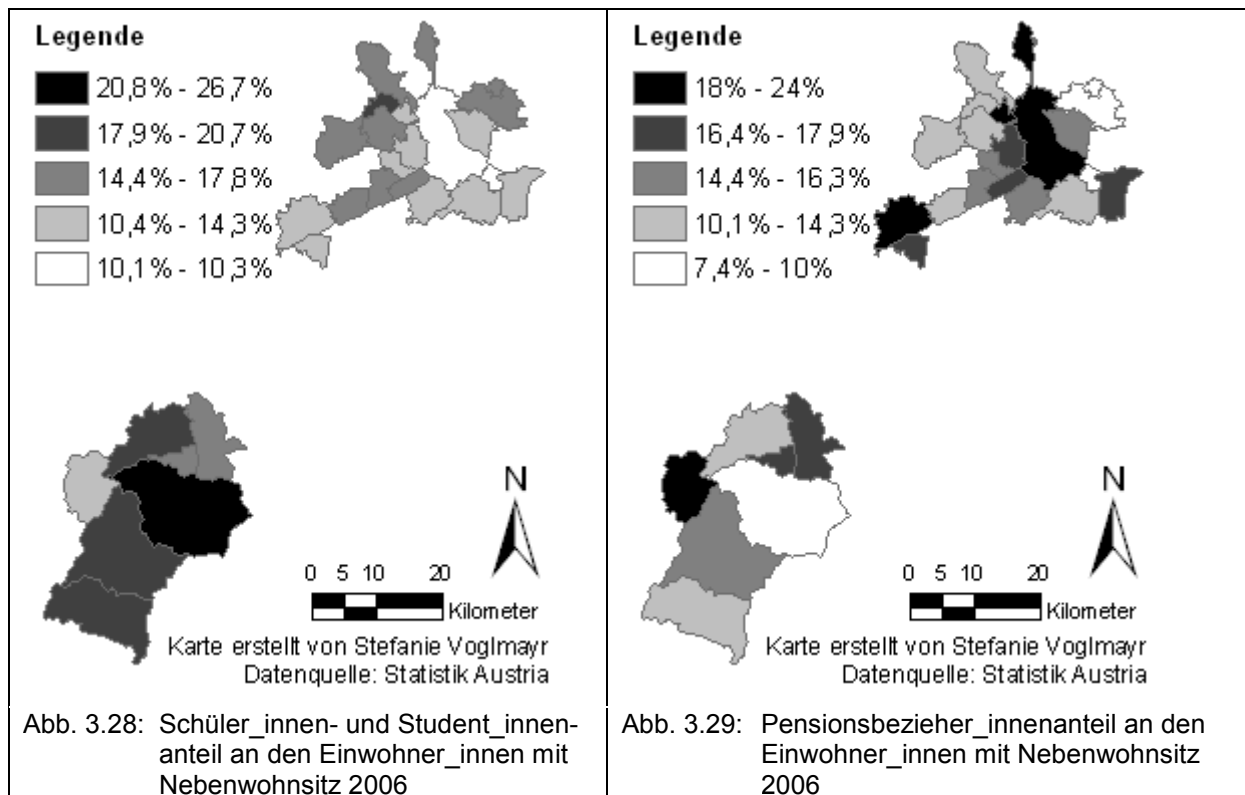 Legende
20,8% - 26,7%
17,9% - 20,7%
14,4% - 17,8%
10,4% - 14,3%
10,1% - 10,3%
N
0 5 10 20
Kilometer
Karte erstellt von Stefanie Voglmayr
Datenquelle: Statistik Austria
Abb. 3.28: Schüler_innen- und Student_innen-
anteil an den Einwohner_innen mit
Nebenwohnsitz 2006
Legende
18% - 24%
16,4% - 17,9%
14,4% - 16,3%
10,1% - 14,3%
7,4% - 10%
N
0 5 10 20
Kilometer
Karte erstellt von Stefanie Voglmayr
Datenquelle: Statistik Austria
Abb. 3.29: Pensionsbezieher_innenanteil an den
Einwohner_innen mit Nebenwohnsitz
2006